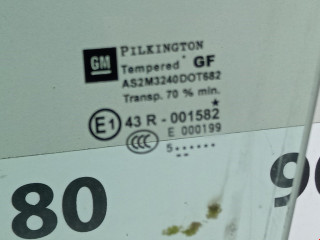 GM PILKINGTON
Tempered GF
AS2M3240DOT682
Transp. 70 % min.
E1 43 R - 001582
CCC E 000199
5••••••
--
80 9